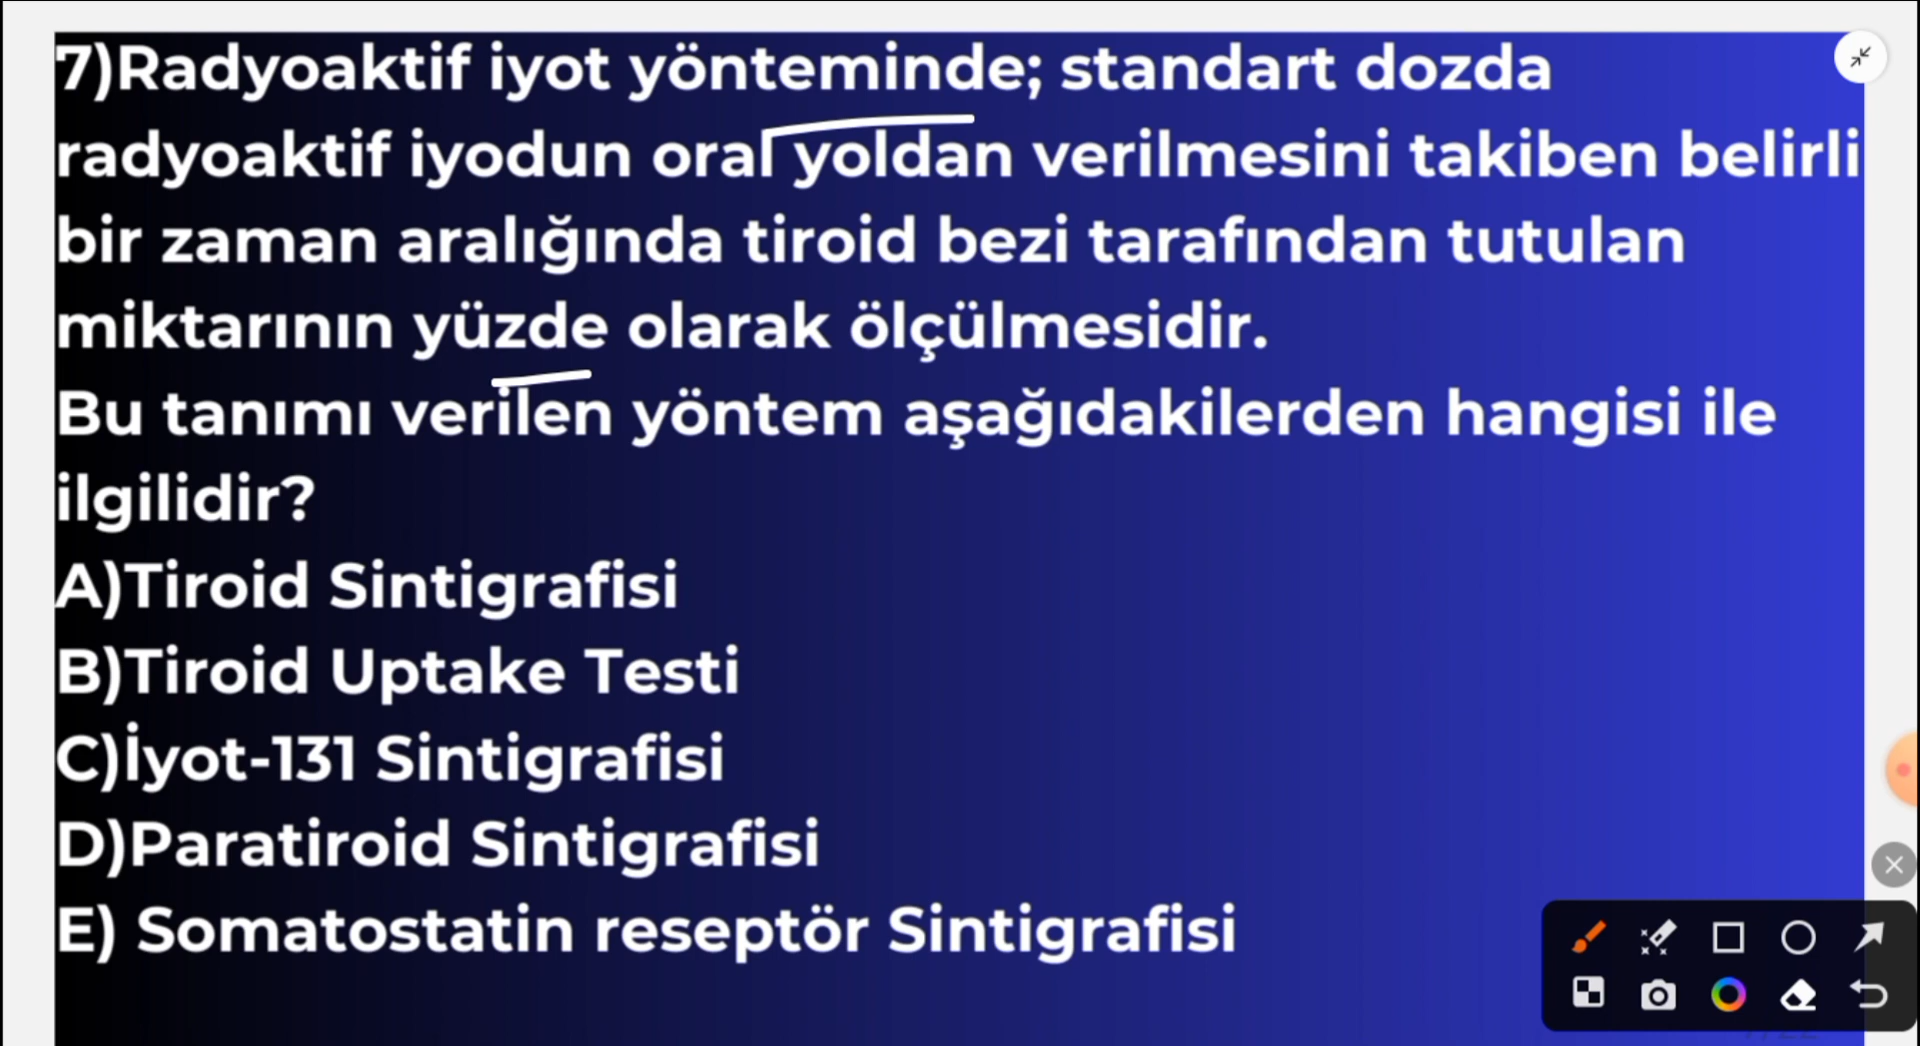 7)Radyoaktif iyot yönteminde; standart dozda
radyoaktif iyodun oral yoldan verilmesini takiben belirli
bir zaman aralığında tiroid bezi tarafından tutulan
miktarının yüzde olarak ölçülmesidir.
Bu tanımı verilen yöntem aşağıdakilerden hangisi ile
ilgilidir?
A)Tiroid Sintigrafisi
B)Tiroid Uptake Testi
C)İyot-131 Sintigrafisi
D)Paratiroid Sintigrafisi
E) Somatostatin reseptör Sintigrafisi